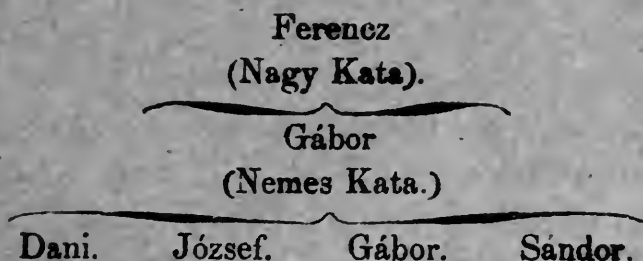 Ferencz
(Nagy Kata).
Gábor
(Nemes Kata.)
Dani. József. Gábor. Sándor.